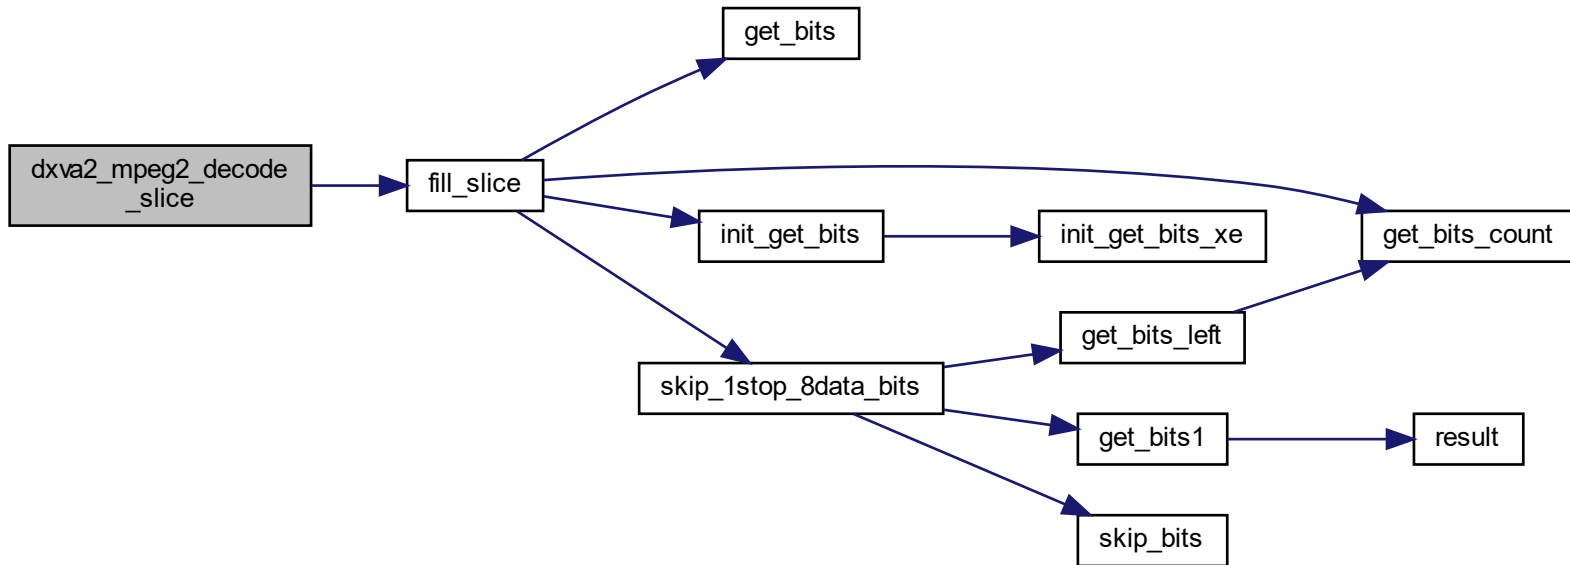 get_bits
dxva2_mpeg2_decode
_slice
fill_slice
init_get_bits
init_get_bits_xe
get_bits_count
get_bits_left
skip_1stop_8data_bits
get_bits1
result
skip_bits